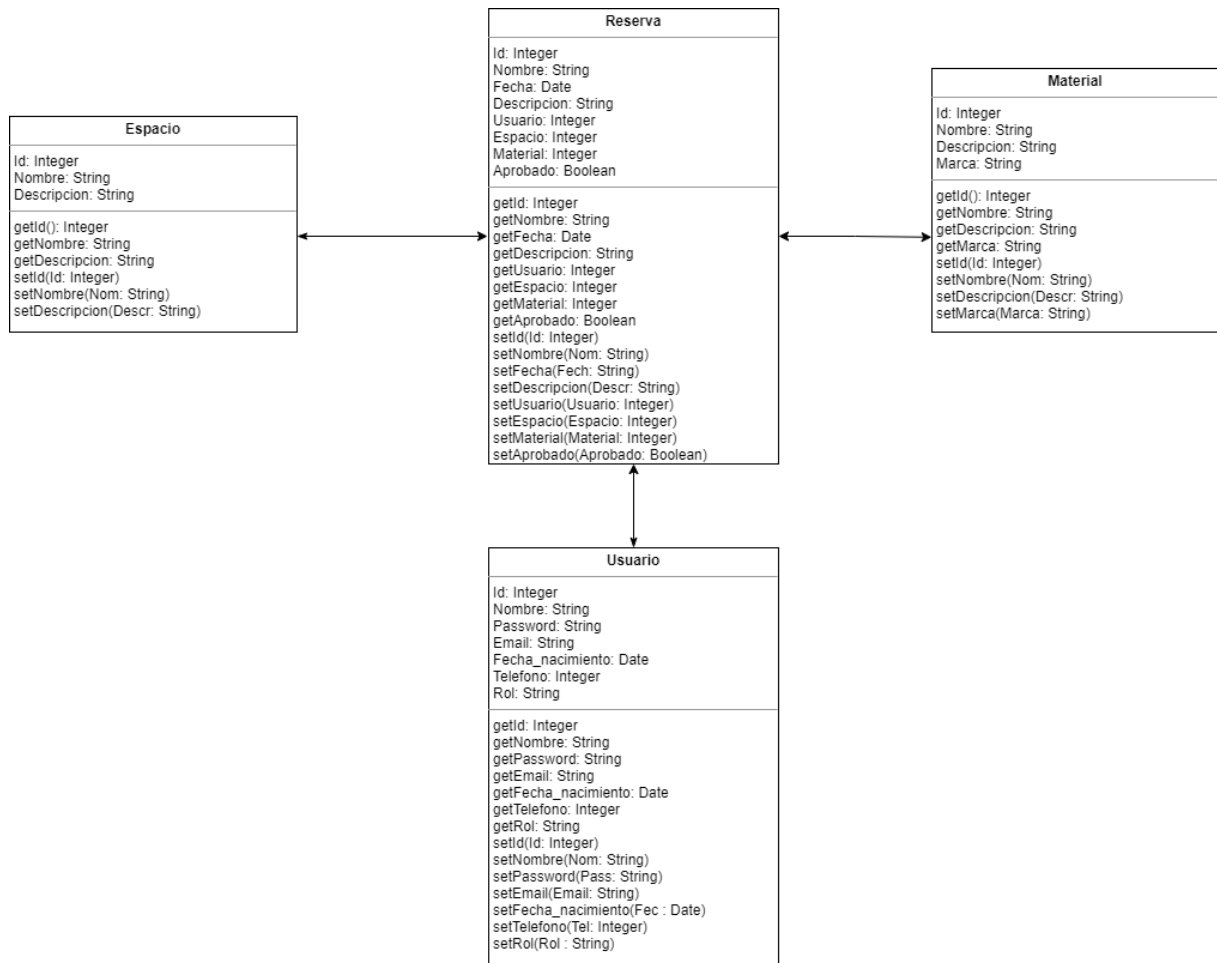 Reserva
Id: Integer
Nombre: String
Fecha: Date
Descripcion: String
Usuario: Integer
Espacio: Integer
Material: Integer
Aprobado: Boolean
getId: Integer
getNombre: String
getFecha: Date
getDescripcion: String
getUsuario: Integer
getEspacio: Integer
getMaterial: Integer
getAprobado: Boolean
setId(Id: Integer)
setNombre(Nom: String)
setFecha(Fech: String)
setDescripcion(Descr: String)
setUsuario(Usuario: Integer)
setEspacio(Espacio: Integer)
setMaterial(Material: Integer)
setAprobado(Aprobado: Boolean)
Espacio
Id: Integer
Nombre: String
Descripcion: String
getId(): Integer
getNombre: String
getDescripcion: String
setId(Id: Integer)
setNombre(Nom: String)
setDescripcion(Descr: String)
Material
Id: Integer
Nombre: String
Descripcion: String
Marca: String
getId(): Integer
getNombre: String
getDescripcion: String
getMarca: String
setId(Id: Integer)
setNombre(Nom: String)
setDescripcion(Descr: String)
setMarca(Marca: String)
Usuario
Id: Integer
Nombre: String
Password: String
Email: String
Fecha_nacimiento: Date
Telefono: Integer
Rol: String
getId: Integer
getNombre: String
getPassword: String
getEmail: String
getFecha_nacimiento: Date
getTelefono: Integer
getRol: String
setId(Id: Integer)
setNombre(Nom: String)
setPassword(Pass: String)
setEmail(Email: String)
setFecha_nacimiento(Fec : Date)
setTelefono(Tel: Integer)
setRol(Rol : String)